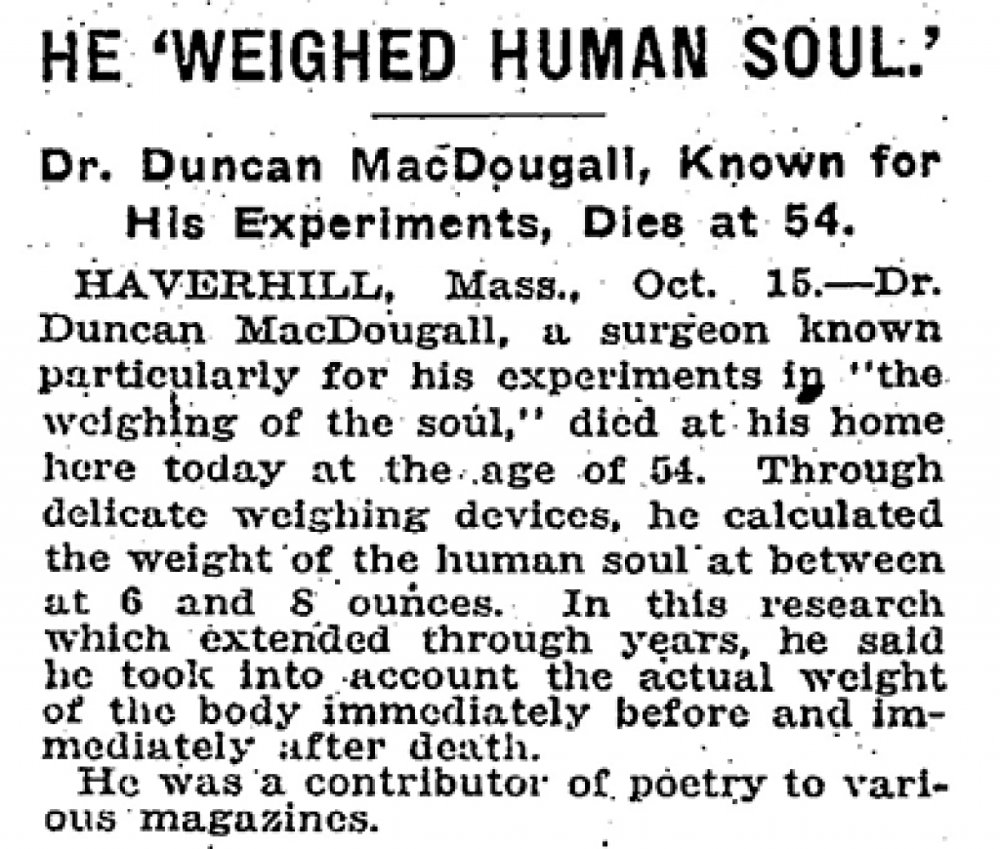 HE 'WEIGHED HUMAN SOUL.'
Dr. Duncan MacDougall, Known for
His Experiments, Dies at 54.
HAVERHILL, Mass., Oct. 15.—Dr.
Duncan MacDougall, a surgeon known
particularly for his experiments in "the
weighing of the soul," died at his home
here today at the age of 54. Through
delicate weighing devices, he calculated
the weight of the human soul at between
at 6 and 8 ounces. In this research
which extended through years, he said
he took into account the actual weight
of the body immediately before and im-
mediately after death.
He was a contributor of poetry to vari-
ous magazines.